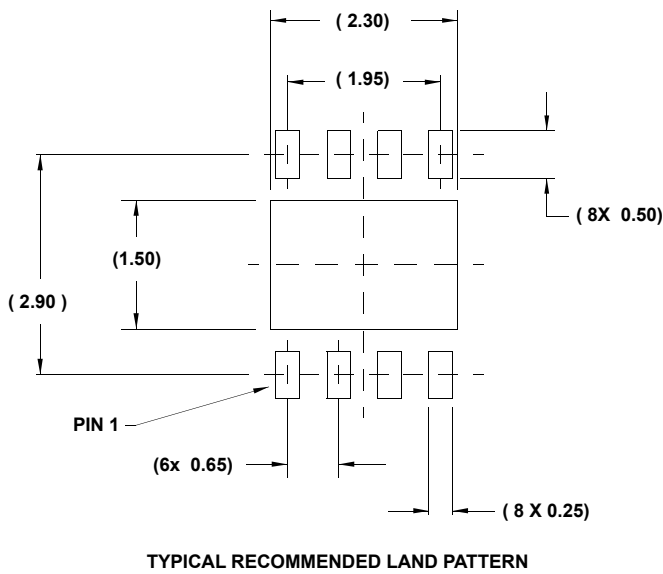 ( 2.30)
( 1.95)
( 8X 0.50)
(1.50)
( 2.90 )
PIN 1
(6x 0.65)
( 8 X 0.25)
TYPICAL RECOMMENDED LAND PATTERN